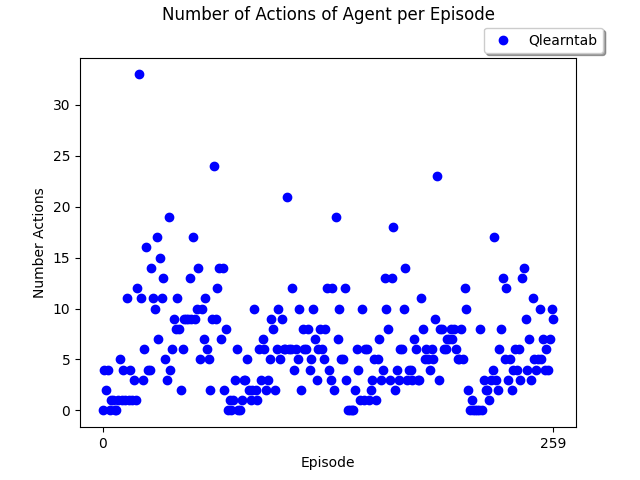 Number of Actions of Agent per Episode
Qlearntab
30
25
20
15
10
5
0
Number Actions
0 259
Episode